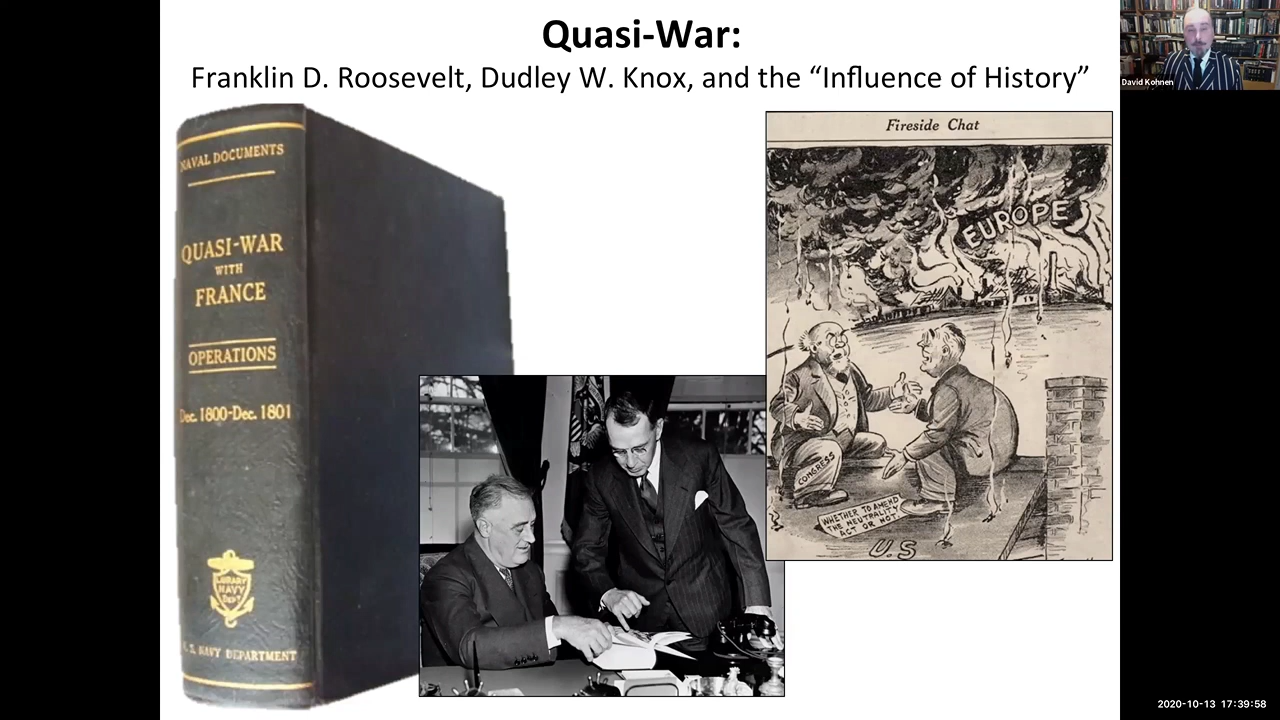 Quasi-War:
Franklin D. Roosevelt, Dudley W. Knox, and the “Influence of History”
David Kohnen
NAVAL DOCUMENTS
QUASI-WAR
WITH
FRANCE
OPERATIONS
Dec. 1800-Dec. 1801
LIBRARY
NAVY
DEPT
U. S. NAVY DEPARTMENT
Fireside Chat
EUROPE
CONGRESS
WHETHER TO AMEND
THE NEUTRALITY
ACT OR NOT
U.S
2020-10-13 17:39:58